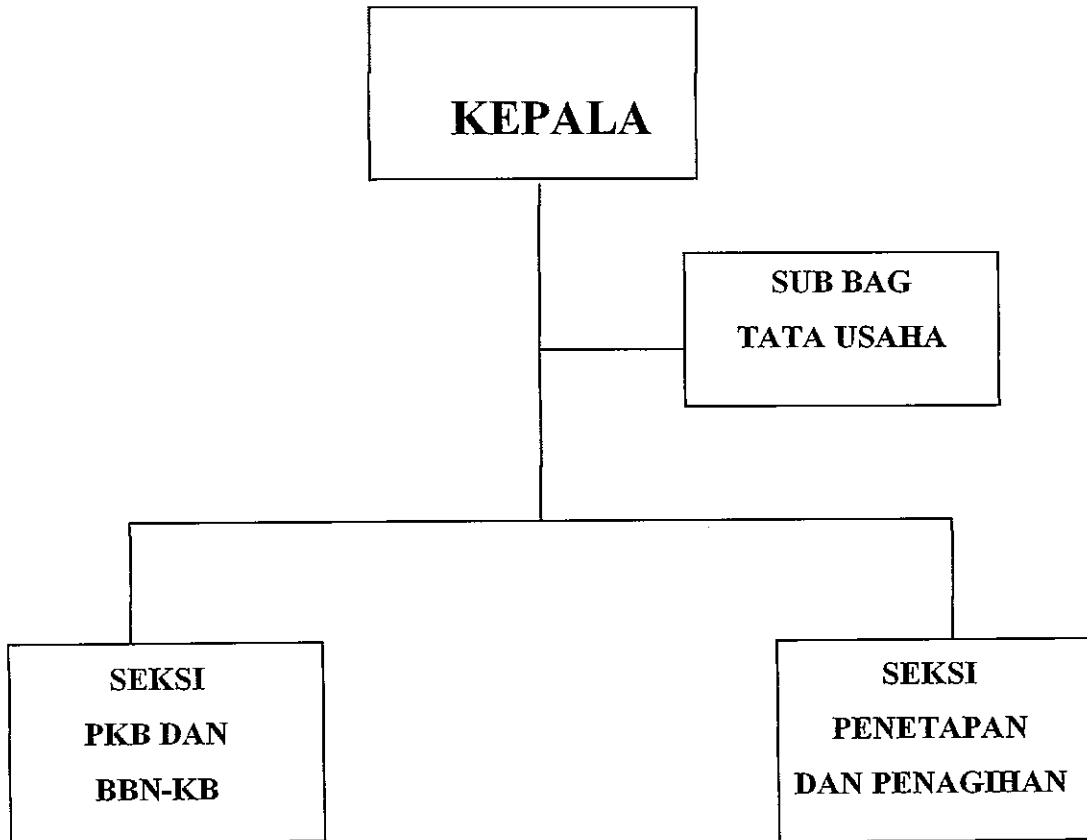 KEPALA
SUB BAG
TATA USAHA
SEKSI
PKB DAN
BBN-KB
SEKSI
PENETAPAN
DAN PENAGIHAN